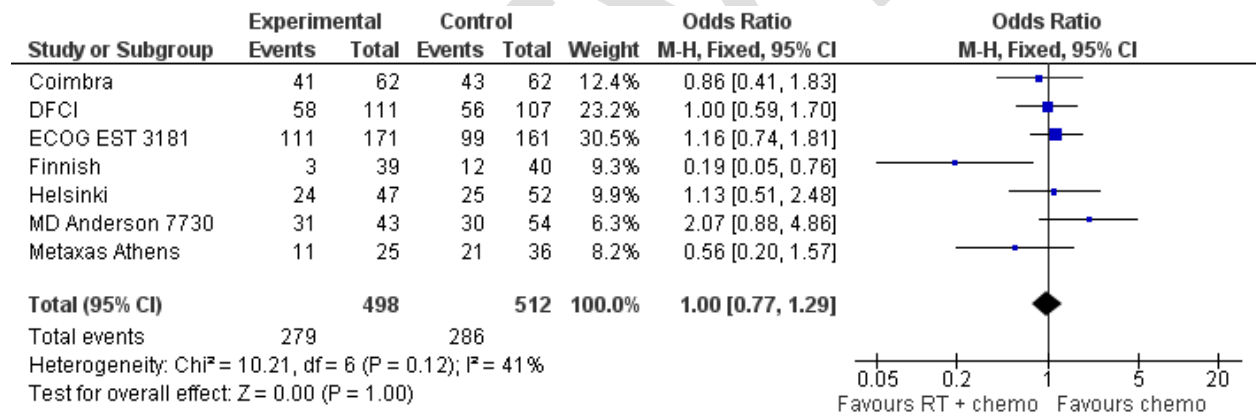 Experimental Control Odds Ratio Odds Ratio
Study or Subgroup Events Total Events Total Weight M-H, Fixed, 95% CI M-H, Fixed, 95% CI
Coimbra 41 62 43 62 12.4% 0.86 [0.41, 1.83]
DFCI 58 111 56 107 23.2% 1.00 [0.59, 1.70]
ECOG EST 3181 111 171 99 161 30.5% 1.16 [0.74, 1.81]
Finnish 3 39 12 40 9.3% 0.19 [0.05, 0.76]
Helsinki 24 47 25 52 9.9% 1.13 [0.51, 2.48]
MD Anderson 7730 31 43 30 54 6.3% 2.07 [0.88, 4.86]
Metaxas Athens 11 25 21 36 8.2% 0.56 [0.20, 1.57]
Total (95% CI) 498 512 100.0% 1.00 [0.77, 1.29]
Total events 279 286
Heterogeneity: Chi² = 10.21, df = 6 (P = 0.12); I² = 41%
Test for overall effect: Z = 0.00 (P = 1.00)
0.05 0.2 1 5 20
Favours RT + chemo Favours chemo